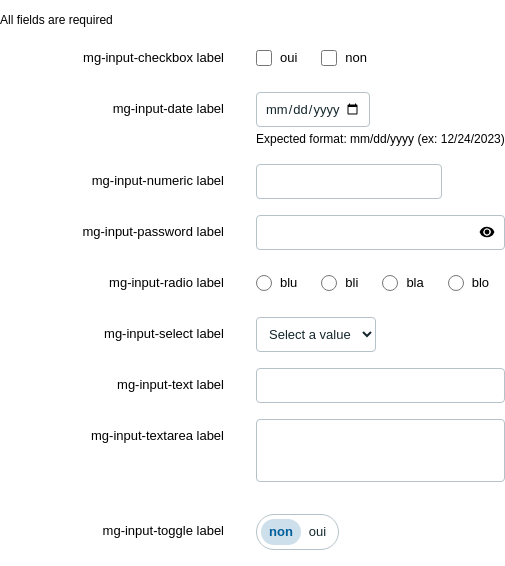 All fields are required
mg-input-checkbox label oui non
mg-input-date label mm/dd/yyyy
Expected format: mm/dd/yyyy (ex: 12/24/2023)
mg-input-numeric label
mg-input-password label
mg-input-radio label blu bli bla blo
mg-input-select label Select a value
mg-input-text label
mg-input-textarea label
mg-input-toggle label non oui